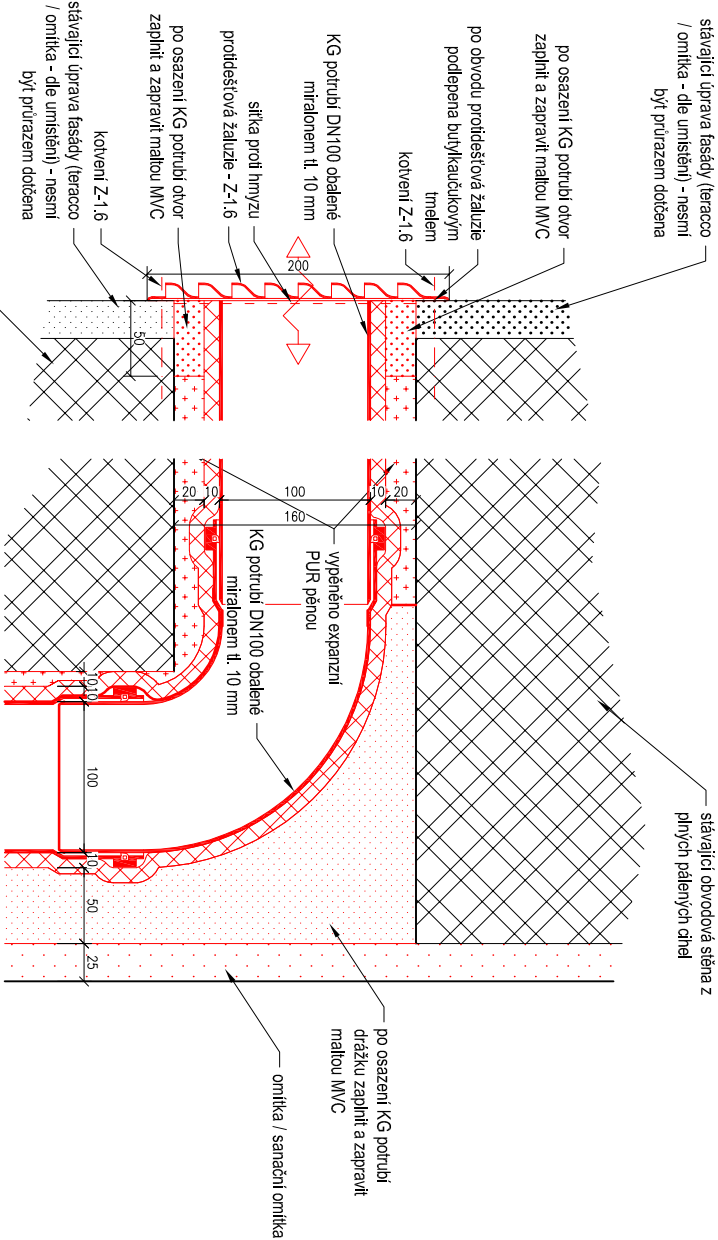 stávající úprava fasády (teracco
/ omítka - dle umístění) - nesmí
být průrazem dotčena
po osazení KG potrubí otvor
zaplnit a zapravit maltou MVC
po obvodu protidešťová žaluzie
podlepena butylkaučukovým
tmelem
kotvení Z-1.6
KG potrubí DN100 obalené
miralonem tl. 10 mm
síťka proti hmyzu
protidešťová žaluzie - Z-1.6
po osazení KG potrubí otvor
zaplnit a zapravit maltou MVC
kotvení Z-1.6
stávající úprava fasády (teracco
/ omítka - dle umístění) - nesmí
být průrazem dotčena
200
50
20
10
100
10
20
160
vypěněno expanzní
PUR pěnou
KG potrubí DN100 obalené
miralonem tl. 10 mm
10
10
100
10
50
25
stávající obvodová stěna z
plných pálených cihel
po osazení KG potrubí
drážku zaplnit a zapravit
maltou MVC
omítka / sanační omítka